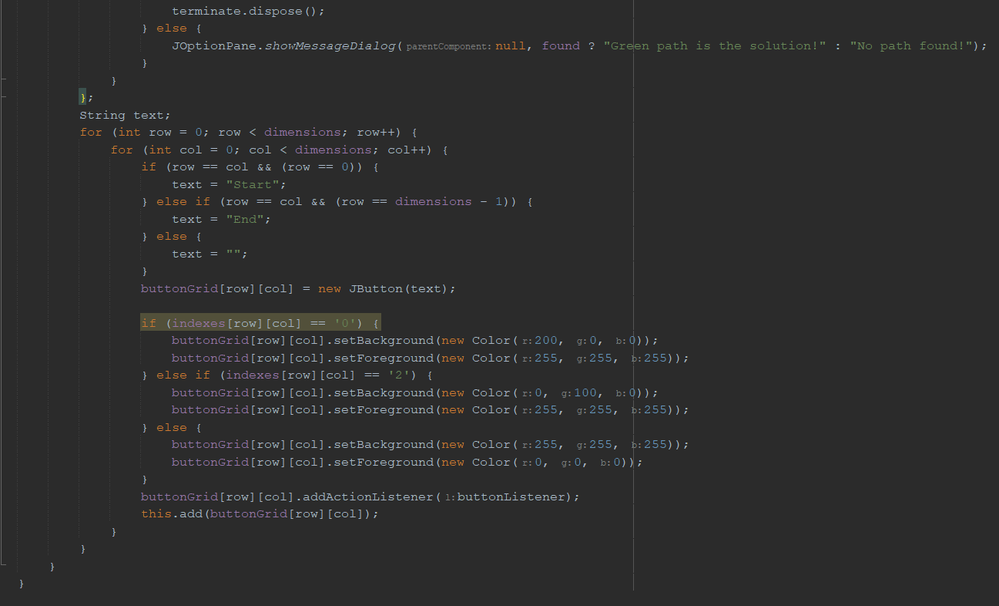 terminate.dispose();
                } else {
                    JOptionPane.showMessageDialog( parentComponent: null, found ? "Green path is the solution!" : "No path found!");
                }
            }
        };
        String text;
        for (int row = 0; row < dimensions; row++) {
            for (int col = 0; col < dimensions; col++) {
                if (row == col && (row == 0)) {
                    text = "Start";
                } else if (row == col && (row == dimensions - 1)) {
                    text = "End";
                } else {
                    text = "";
                }
                buttonGrid[row][col] = new JButton(text);

                if (indexes[row][col] == '0') {
                    buttonGrid[row][col].setBackground(new Color( r: 200, g: 0, b: 0));
                    buttonGrid[row][col].setForeground(new Color( r: 255, g: 255, b: 255));
                } else if (indexes[row][col] == '2') {
                    buttonGrid[row][col].setBackground(new Color( r: 0, g: 100, b: 0));
                    buttonGrid[row][col].setForeground(new Color( r: 255, g: 255, b: 255));
                } else {
                    buttonGrid[row][col].setBackground(new Color( r: 255, g: 255, b: 255));
                    buttonGrid[row][col].setForeground(new Color( r: 0, g: 0, b: 0));
                }
                buttonGrid[row][col].addActionListener( l: buttonListener);
                this.add(buttonGrid[row][col]);
            }
        }
    }
}